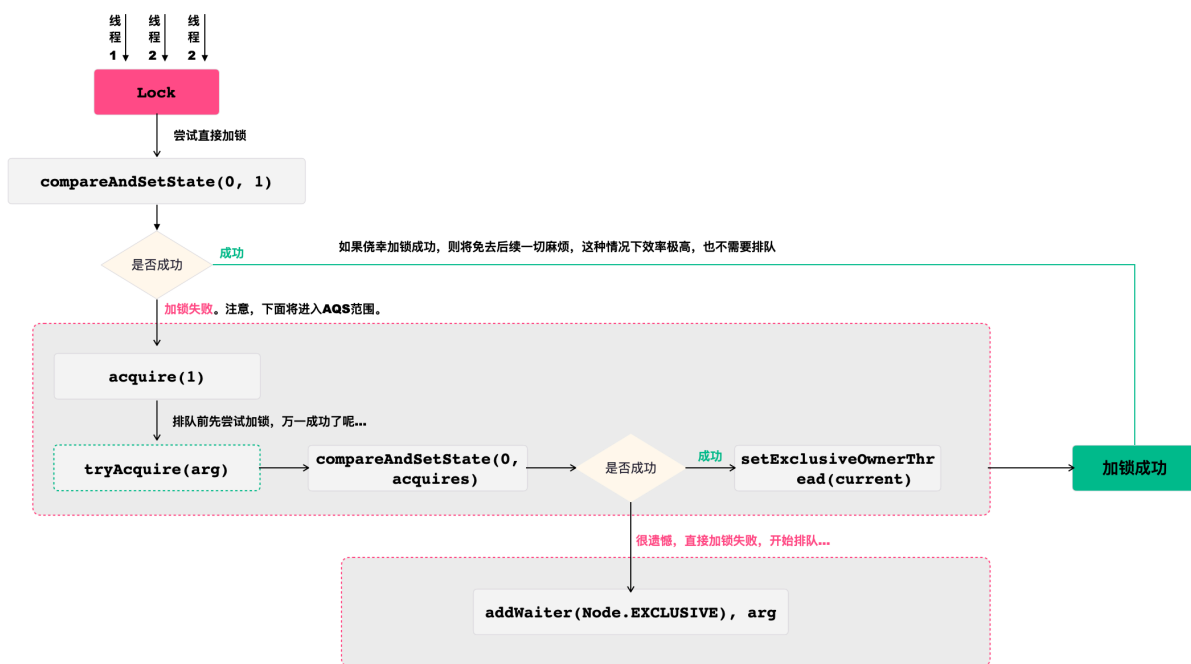 线程1
线程2
线程2
Lock
尝试直接加锁
compareAndSetState(0, 1)
是否成功
成功
如果侥幸加锁成功，则将免去后续一切麻烦，这种情况下效率极高，也不需要排队
加锁失败。注意，下面将进入AQS范围。
acquire(1)
排队前先尝试加锁，万一成功了呢...
tryAcquire(arg)
compareAndSetState(0,
acquires)
是否成功
成功
setExclusiveOwnerThr
ead(current)
加锁成功
很遗憾，直接加锁失败，开始排队...
addWaiter(Node.EXCLUSIVE), arg